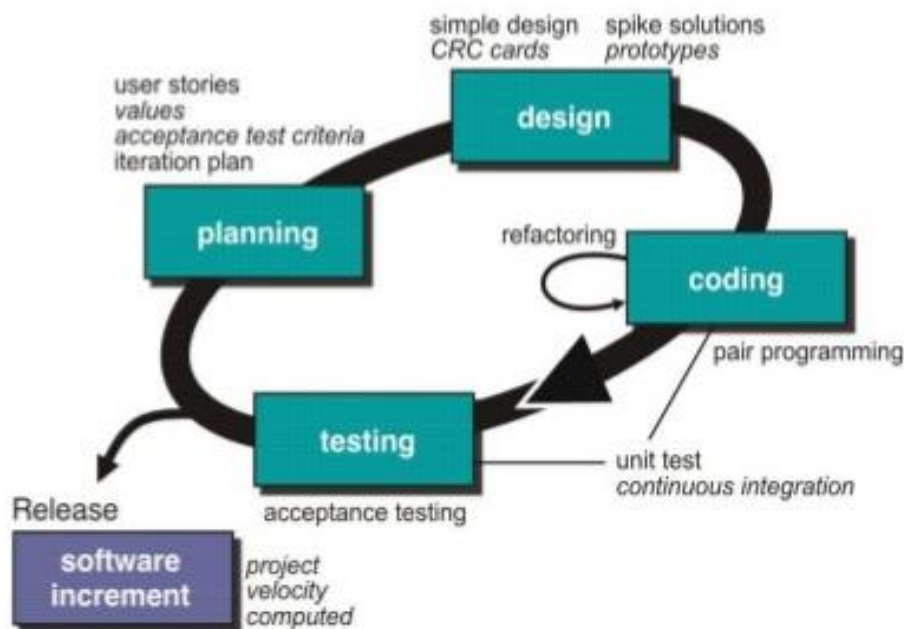 simple design
CRC cards
spike solutions
prototypes
user stories
values
acceptance test criteria
iteration plan
design
planning
refactoring
coding
pair programming
testing
unit test
continuous integration
acceptance testing
Release
software
increment
project
velocity
computed